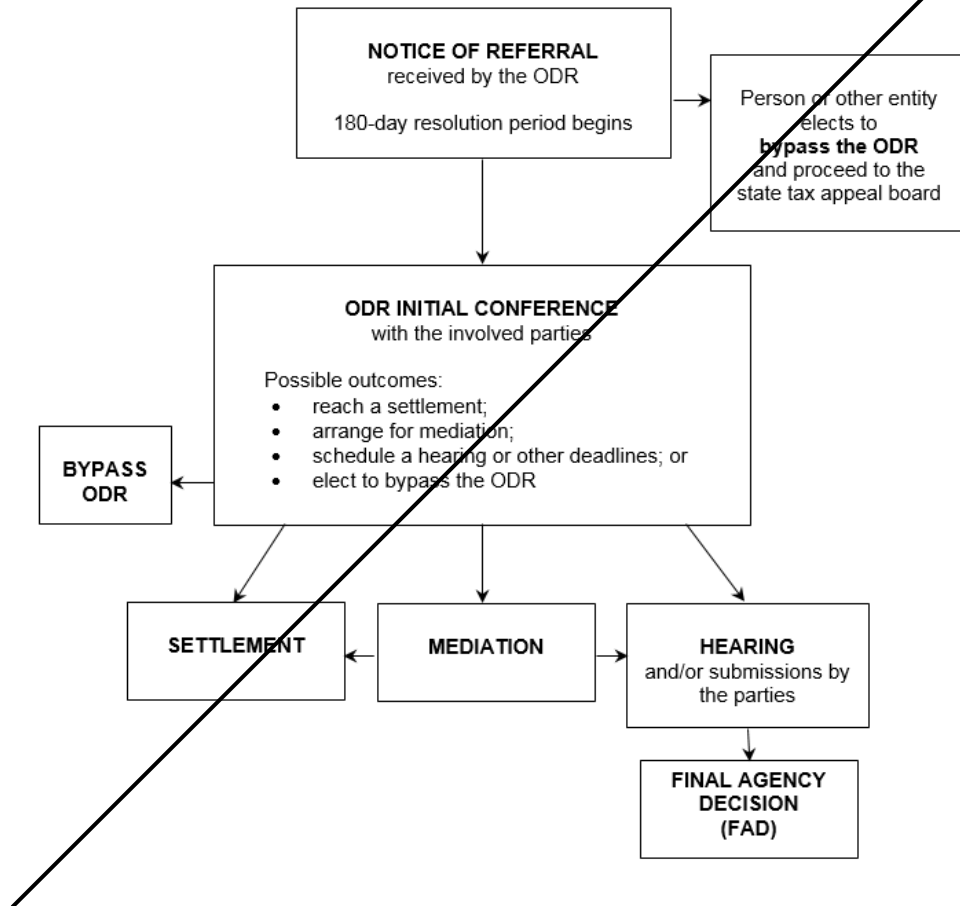 NOTICE OF REFERRAL
received by the ODR
180-day resolution period begins
Person or other entity
elects to
bypass the ODR
and proceed to the
state tax appeal board
ODR INITIAL CONFERENCE
with the involved parties
Possible outcomes:
• reach a settlement;
• arrange for mediation;
• schedule a hearing or other deadlines; or
• elect to bypass the ODR
BYPASS
ODR
SETTLEMENT
MEDIATION
HEARING
and/or submissions by
the parties
FINAL AGENCY
DECISION
(FAD)